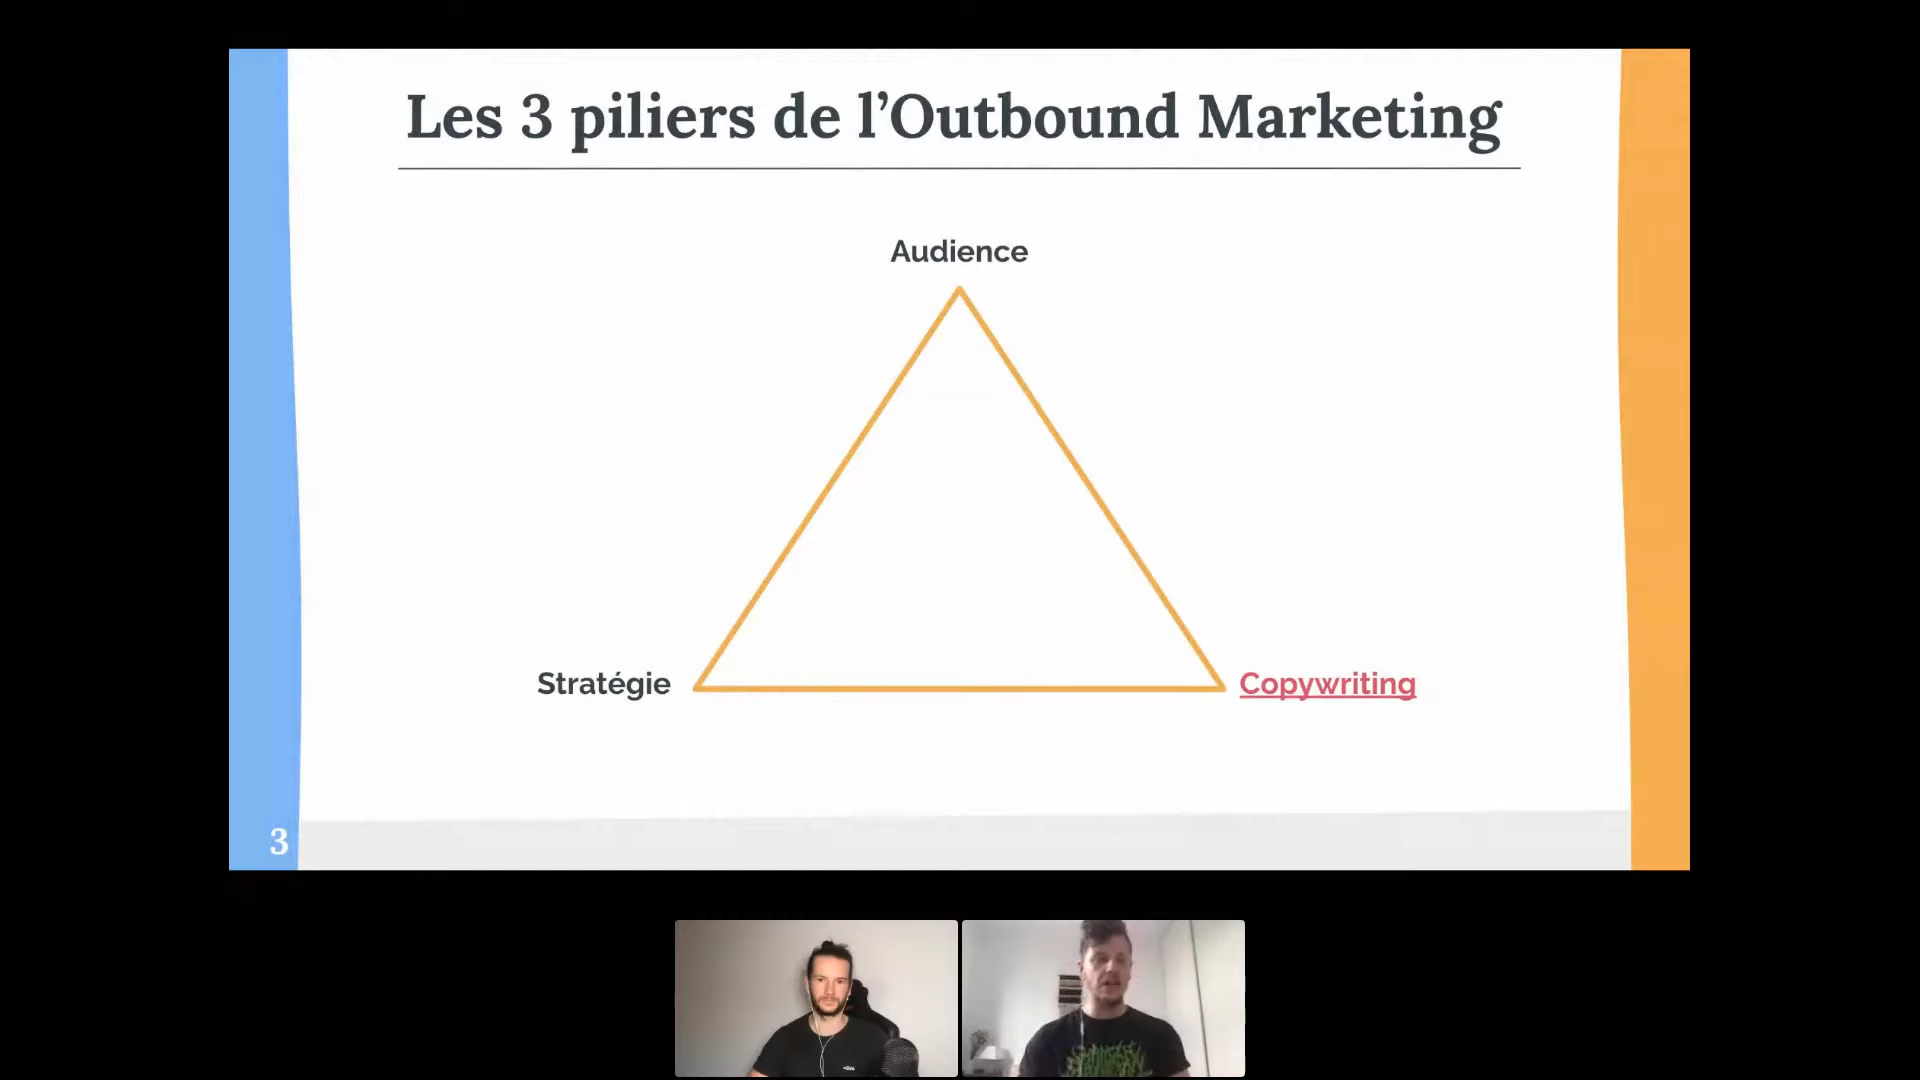 Les 3 piliers de l’Outbound Marketing
Audience
Stratégie
Copywriting
3